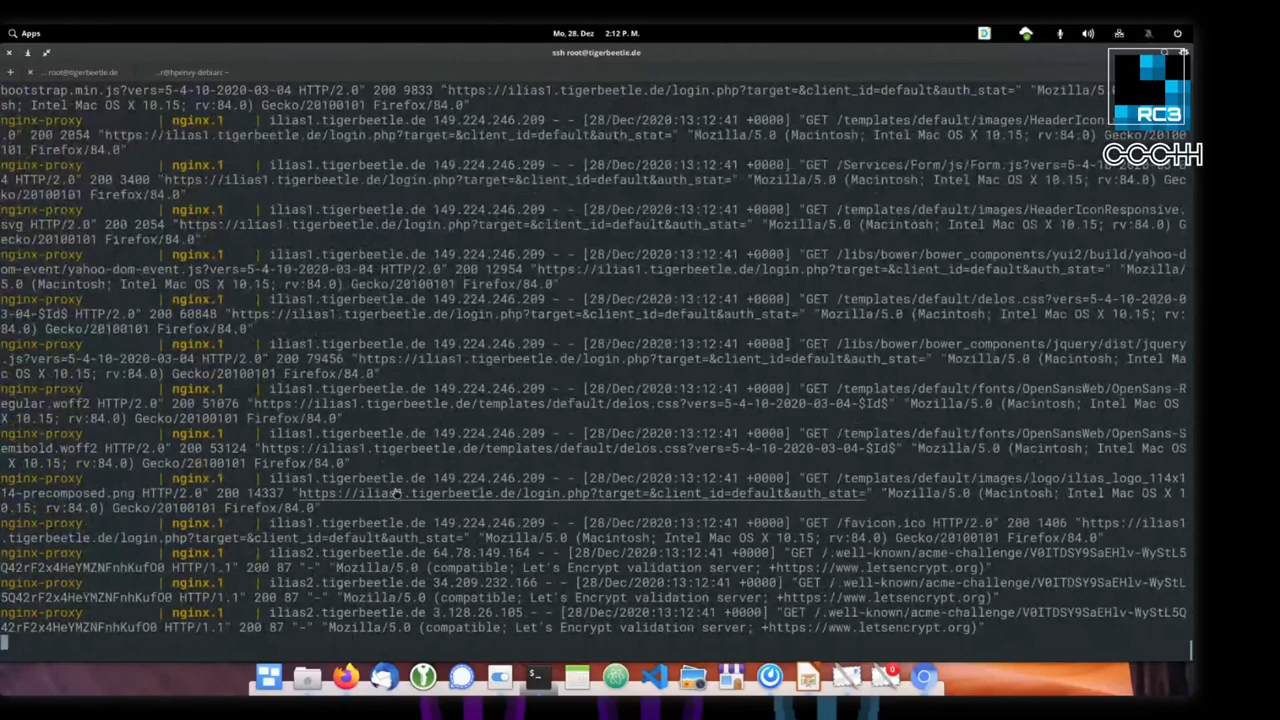 Apps
Mo, 28. Dez 2:12 P. M.
ssh root@tigerbeetle.de
... root@tigerbeetle.de
...r@hpenvy-debian: ~
bootstrap.min.js?vers=5-4-10-2020-03-04 HTTP/2.0" 200 9833 "https://ilias1.tigerbeetle.de/login.php?target=&client_id=default&auth_stat=" "Mozilla/5.0 (Macinto
sh; Intel Mac OS X 10.15; rv:84.0) Gecko/20100101 Firefox/84.0"
nginx-proxy | nginx.1 | ilias1.tigerbeetle.de 149.224.246.209 - - [28/Dec/2020:13:12:41 +0000] "GET /templates/default/images/HeaderIcon
.0" 200 2054 "https://ilias1.tigerbeetle.de/login.php?target=&client_id=default&auth_stat=" "Mozilla/5.0 (Macintosh; Intel Mac OS X 10.15; rv:84.0) Gecko/20100
101 Firefox/84.0"
nginx-proxy | nginx.1 | ilias1.tigerbeetle.de 149.224.246.209 - - [28/Dec/2020:13:12:41 +0000] "GET /Services/Form/js/Form.js?vers=5-4-1
4 HTTP/2.0" 200 3400 "https://ilias1.tigerbeetle.de/login.php?target=&client_id=default&auth_stat=" "Mozilla/5.0 (Macintosh; Intel Mac OS X 10.15; rv:84.0) Gec
ko/20100101 Firefox/84.0"
nginx-proxy | nginx.1 | ilias1.tigerbeetle.de 149.224.246.209 - - [28/Dec/2020:13:12:41 +0000] "GET /templates/default/images/HeaderIconResponsive.
svg HTTP/2.0" 200 2054 "https://ilias1.tigerbeetle.de/login.php?target=&client_id=default&auth_stat=" "Mozilla/5.0 (Macintosh; Intel Mac OS X 10.15; rv:84.0) G
ecko/20100101 Firefox/84.0"
nginx-proxy | nginx.1 | ilias1.tigerbeetle.de 149.224.246.209 - - [28/Dec/2020:13:12:41 +0000] "GET /libs/bower/bower_components/yui2/build/yahoo-d
om-event/yahoo-dom-event.js?vers=5-4-10-2020-03-04 HTTP/2.0" 200 12954 "https://ilias1.tigerbeetle.de/login.php?target=&client_id=default&auth_stat=" "Mozilla/
5.0 (Macintosh; Intel Mac OS X 10.15; rv:84.0) Gecko/20100101 Firefox/84.0"
nginx-proxy | nginx.1 | ilias1.tigerbeetle.de 149.224.246.209 - - [28/Dec/2020:13:12:41 +0000] "GET /templates/default/delos.css?vers=5-4-10-2020-0
3-04-$Id$ HTTP/2.0" 200 60848 "https://ilias1.tigerbeetle.de/login.php?target=&client_id=default&auth_stat=" "Mozilla/5.0 (Macintosh; Intel Mac OS X 10.15; rv:
84.0) Gecko/20100101 Firefox/84.0"
nginx-proxy | nginx.1 | ilias1.tigerbeetle.de 149.224.246.209 - - [28/Dec/2020:13:12:41 +0000] "GET /libs/bower/bower_components/jquery/dist/jquery
.js?vers=5-4-10-2020-03-04 HTTP/2.0" 200 79456 "https://ilias1.tigerbeetle.de/login.php?target=&client_id=default&auth_stat=" "Mozilla/5.0 (Macintosh; Intel Ma
c OS X 10.15; rv:84.0) Gecko/20100101 Firefox/84.0"
nginx-proxy | nginx.1 | ilias1.tigerbeetle.de 149.224.246.209 - - [28/Dec/2020:13:12:41 +0000] "GET /templates/default/fonts/OpenSansWeb/OpenSans-R
egular.woff2 HTTP/2.0" 200 51076 "https://ilias1.tigerbeetle.de/templates/default/delos.css?vers=5-4-10-2020-03-04-$Id$" "Mozilla/5.0 (Macintosh; Intel Mac OS
X 10.15; rv:84.0) Gecko/20100101 Firefox/84.0"
nginx-proxy | nginx.1 | ilias1.tigerbeetle.de 149.224.246.209 - - [28/Dec/2020:13:12:41 +0000] "GET /templates/default/fonts/OpenSansWeb/OpenSans-S
emibold.woff2 HTTP/2.0" 200 53124 "https://ilias1.tigerbeetle.de/templates/default/delos.css?vers=5-4-10-2020-03-04-$Id$" "Mozilla/5.0 (Macintosh; Intel Mac OS
X 10.15; rv:84.0) Gecko/20100101 Firefox/84.0"
nginx-proxy | nginx.1 | ilias1.tigerbeetle.de 149.224.246.209 - - [28/Dec/2020:13:12:41 +0000] "GET /templates/default/images/logo/ilias_logo_114x1
14-precomposed.png HTTP/2.0" 200 14337 "https://ilias1.tigerbeetle.de/login.php?target=&client_id=default&auth_stat=" "Mozilla/5.0 (Macintosh; Intel Mac OS X 1
0.15; rv:84.0) Gecko/20100101 Firefox/84.0"
nginx-proxy | nginx.1 | ilias1.tigerbeetle.de 149.224.246.209 - - [28/Dec/2020:13:12:41 +0000] "GET /favicon.ico HTTP/2.0" 200 1406 "https://ilias1
.tigerbeetle.de/login.php?target=&client_id=default&auth_stat=" "Mozilla/5.0 (Macintosh; Intel Mac OS X 10.15; rv:84.0) Gecko/20100101 Firefox/84.0"
nginx-proxy | nginx.1 | ilias2.tigerbeetle.de 64.78.149.164 - - [28/Dec/2020:13:12:41 +0000] "GET /.well-known/acme-challenge/V0ITDSY9SaEHlv-WyStL5
Q42rF2x4HeYMZNFnhKufO0 HTTP/1.1" 200 87 "-" "Mozilla/5.0 (compatible; Let's Encrypt validation server; +https://www.letsencrypt.org)"
nginx-proxy | nginx.1 | ilias2.tigerbeetle.de 34.209.232.166 - - [28/Dec/2020:13:12:41 +0000] "GET /.well-known/acme-challenge/V0ITDSY9SaEHlv-WyStL
5Q42rF2x4HeYMZNFnhKufO0 HTTP/1.1" 200 87 "-" "Mozilla/5.0 (compatible; Let's Encrypt validation server; +https://www.letsencrypt.org)"
nginx-proxy | nginx.1 | ilias2.tigerbeetle.de 3.128.26.105 - - [28/Dec/2020:13:12:41 +0000] "GET /.well-known/acme-challenge/V0ITDSY9SaEHlv-WyStL5Q
42rF2x4HeYMZNFnhKufO0 HTTP/1.1" 200 87 "-" "Mozilla/5.0 (compatible; Let's Encrypt validation server; +https://www.letsencrypt.org)"
RC3
CCCHH
0